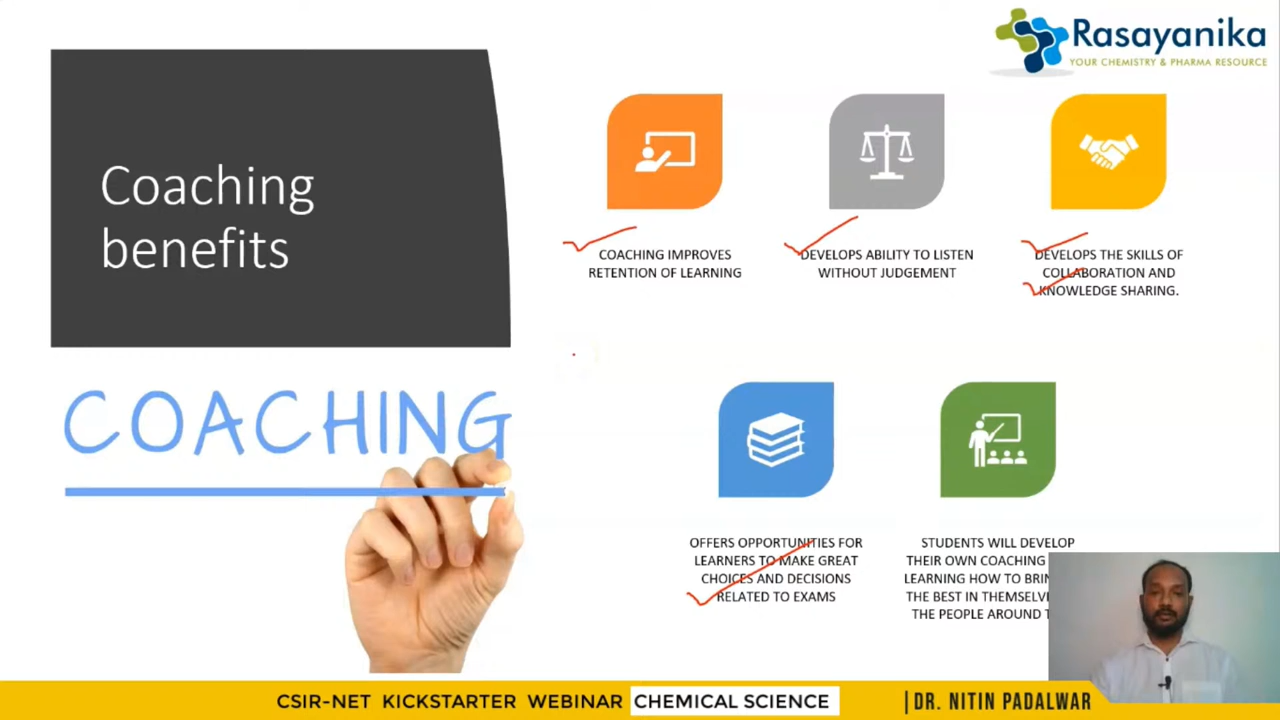 Rasayanika
YOUR CHEMISTRY & PHARMA RESOURCE
Coaching
benefits
COACHING IMPROVES
RETENTION OF LEARNING
DEVELOPS ABILITY TO LISTEN
WITHOUT JUDGEMENT
DEVELOPS THE SKILLS OF
COLLABORATION AND
KNOWLEDGE SHARING.
COACHING
OFFERS OPPORTUNITIES FOR
LEARNERS TO MAKE GREAT
CHOICES AND DECISIONS
RELATED TO EXAMS
STUDENTS WILL DEVELOP
THEIR OWN COACHING
LEARNING HOW TO
THE BEST IN
THE PEOPLE AROUND
CSIR-NET KICKSTARTER WEBINAR CHEMICAL SCIENCE |DR. NITIN PADALWAR